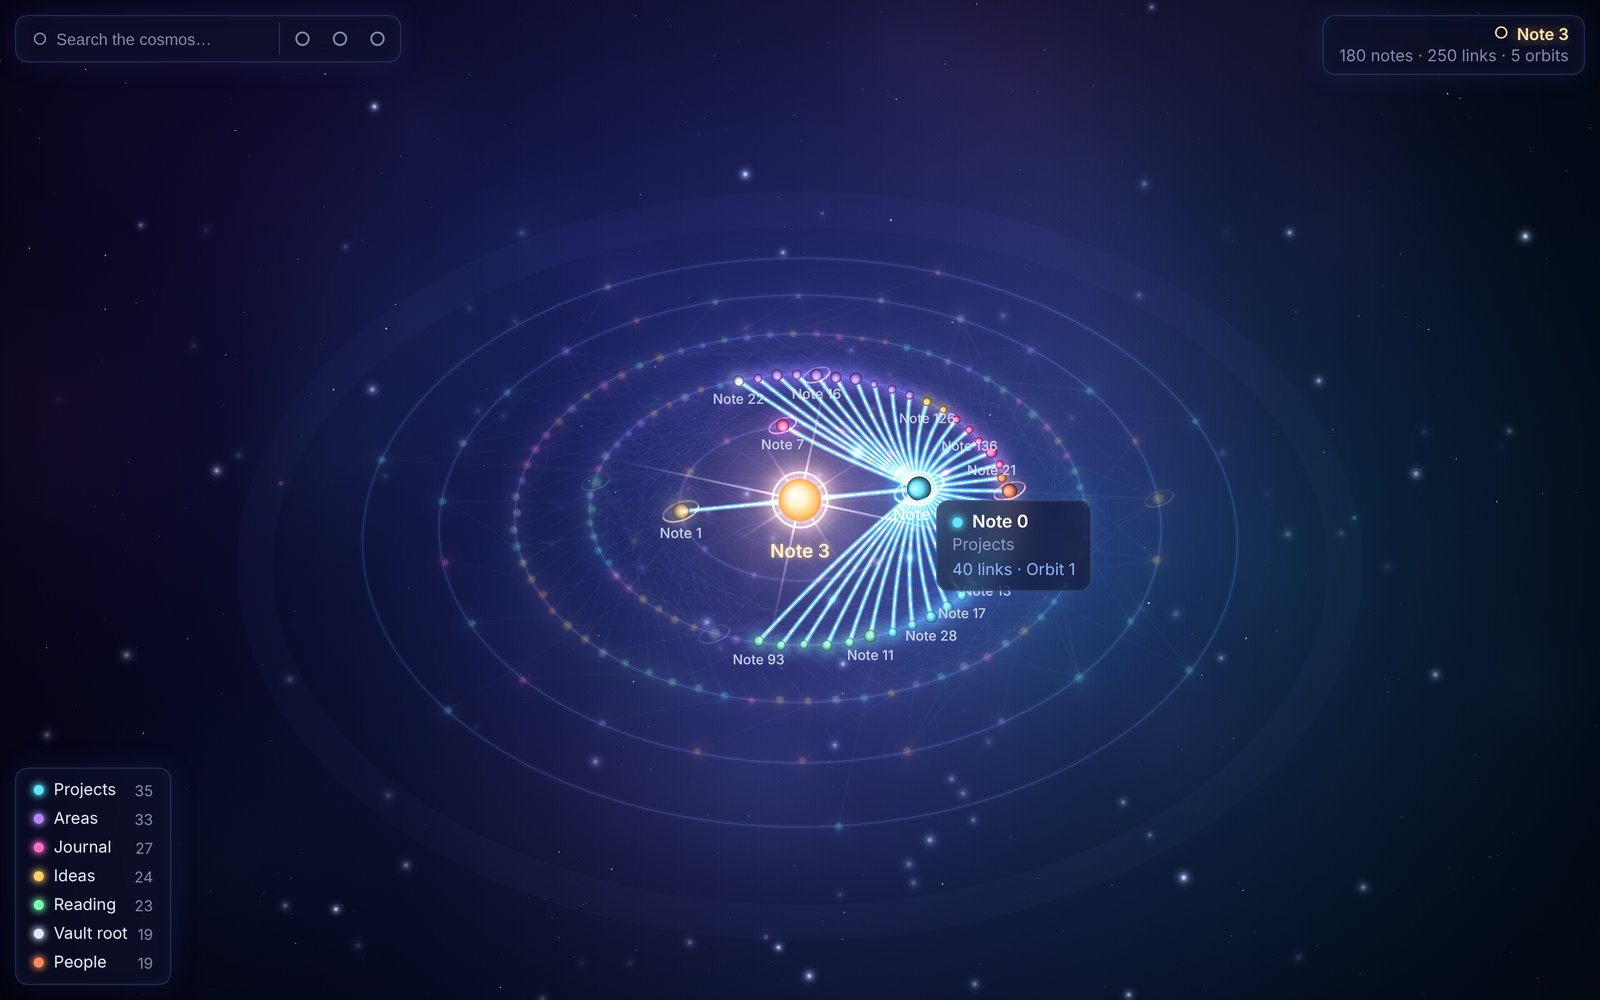 Search the cosmos...
Note 3
180 notes · 250 links · 5 orbits
Note 22
Note 16
Note 126
Note 7
Note 136
Note 21
Note 1
Note 3
Note
Note 0
Projects
40 links · Orbit 1
Note 13
Note 17
Note 28
Note 93
Note 11
Projects 35
Areas 33
Journal 27
Ideas 24
Reading 23
Vault root 19
People 19